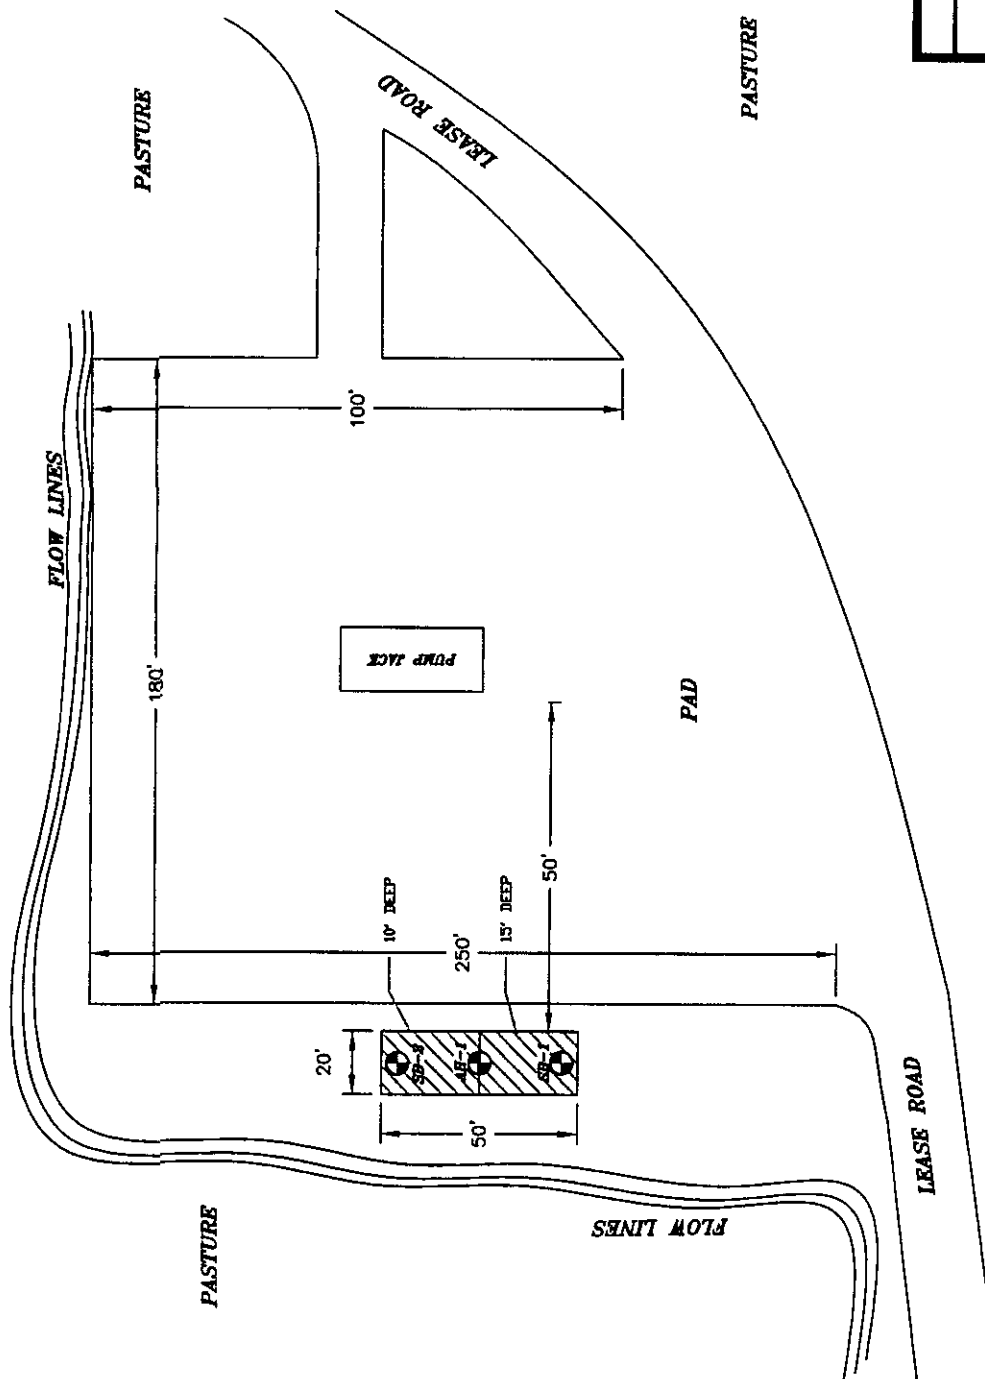 PASTURE
PASTURE
LEASE ROAD
FLOW LINES
100'
180'
PUMP JACK
PAD
50'
10' DEEP
15' DEEP
250'
20'
SB-2
AH-1
SB-1
50'
LEASE ROAD
FLOW LINES
PASTURE